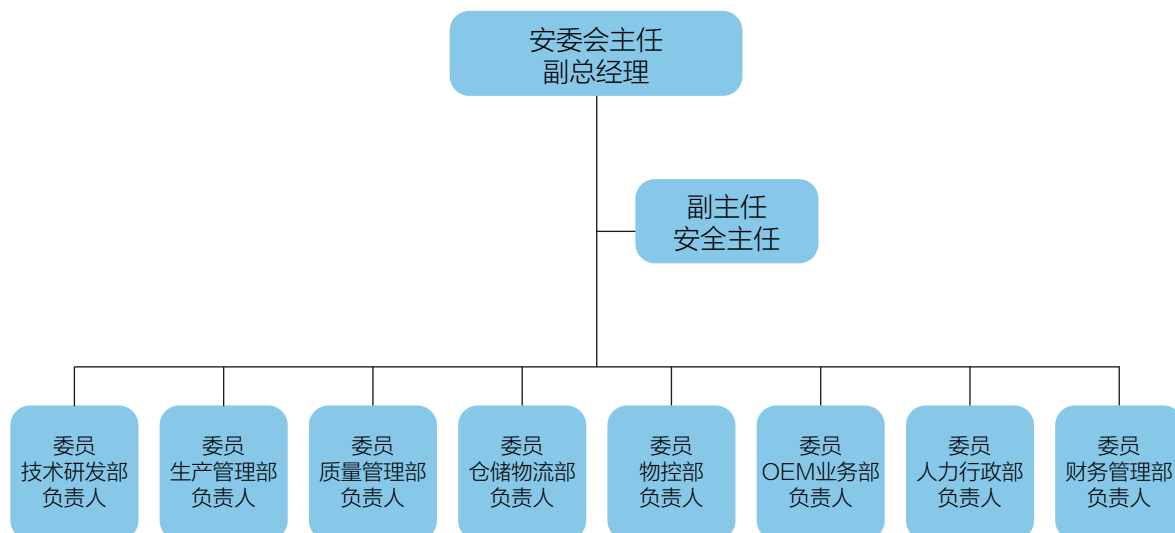 安委会主任
副总经理
副主任
安全主任
委员
技术研发部
负责人
委员
生产管理部
负责人
委员
质量管理部
负责人
委员
仓储物流部
负责人
委员
物控部
负责人
委员
OEM业务部
负责人
委员
人力行政部
负责人
委员
财务管理部
负责人